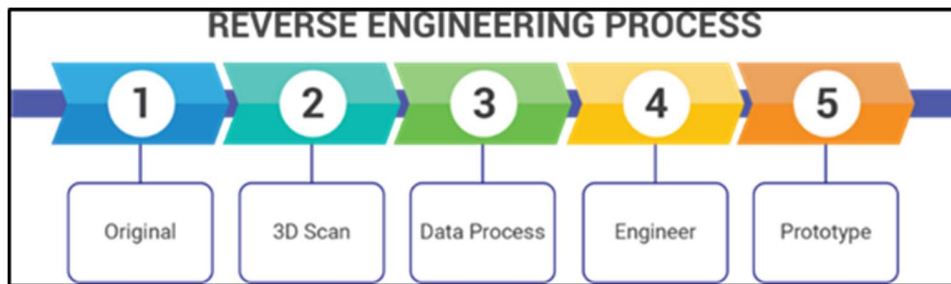 REVERSE ENGINEERING PROCESS
1 2 3 4 5
Original 3D Scan Data Process Engineer Prototype